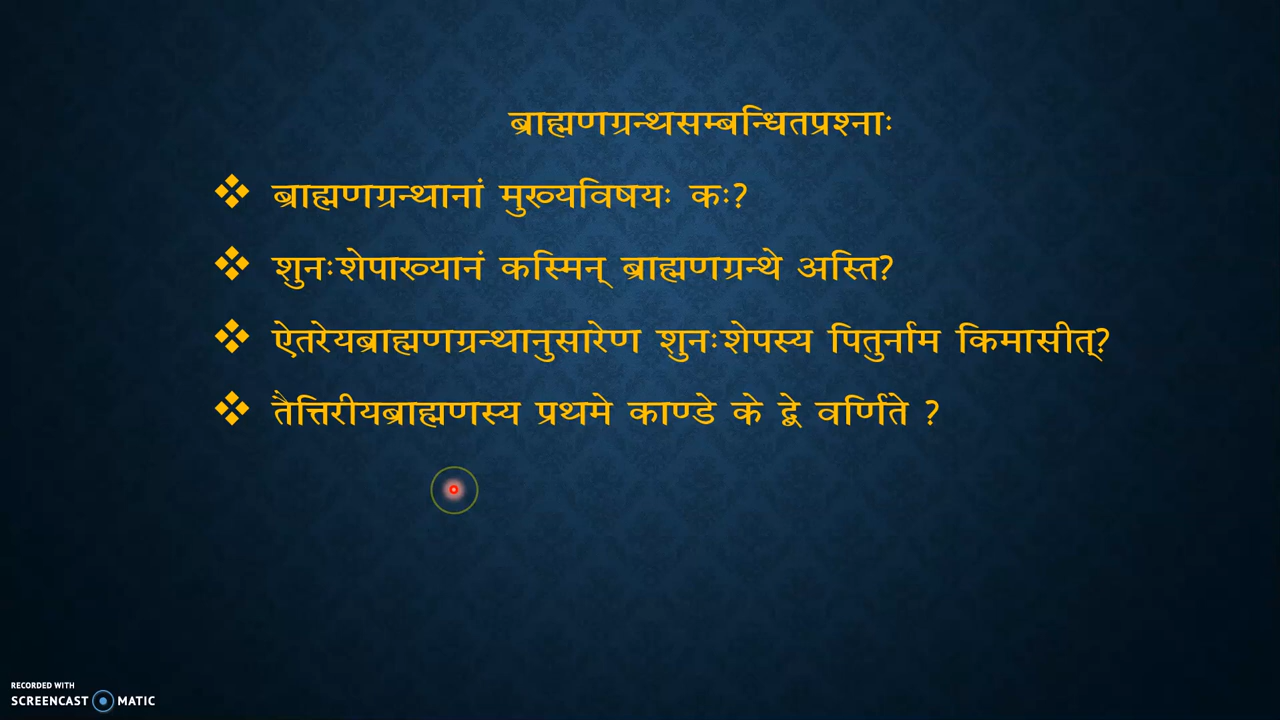 ब्राह्मणग्रन्थसम्बन्धितप्रश्नाः
❖ ब्राह्मणग्रन्थानां मुख्यविषयः कः?
❖ शुनःशेपाख्यानं कस्मिन् ब्राह्मणग्रन्थे अस्ति?
❖ ऐतरेयब्राह्मणग्रन्थानुसारेण शुनःशेपस्य पितुर्नाम किमासीत्?
❖ तैत्तिरीयब्राह्मणस्य प्रथमे काण्डे के द्वे वर्णिते ?
RECORDED WITH
SCREENCAST MATIC